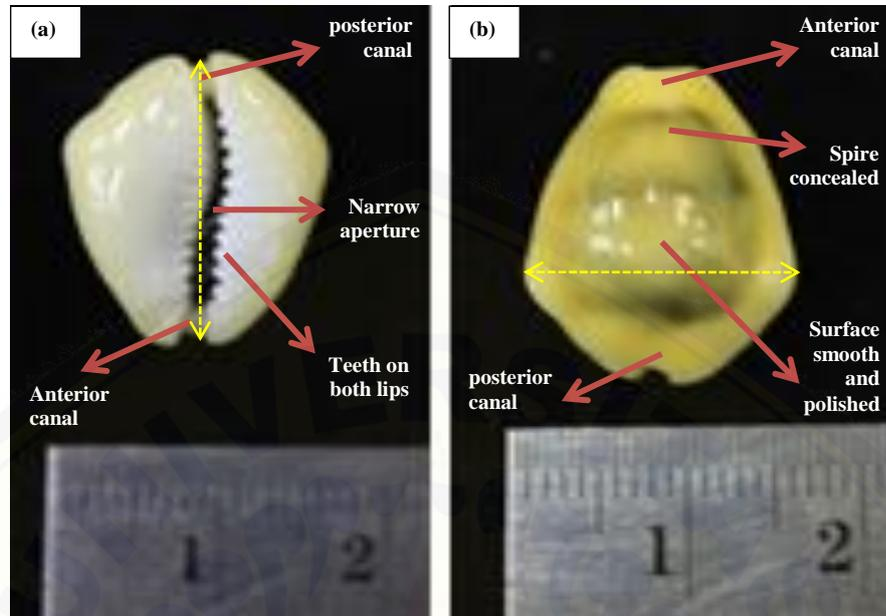 (a)
posterior
canal
Narrow
aperture
Teeth on
both lips
Anterior
canal
1 2
(b)
Anterior
canal
Spire
concealed
Surface
smooth
and
polished
posterior
canal
1 2